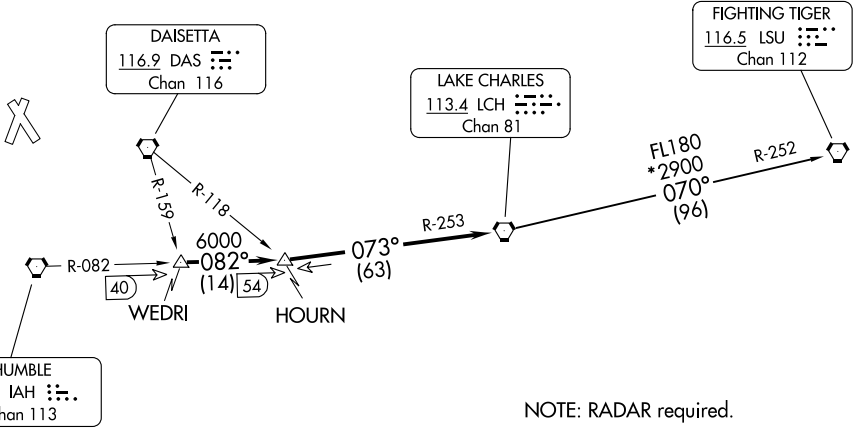 FIGHTING TIGER
116.5 LSU
Chan 112
DAISETTA
116.9 DAS
Chan 116
LAKE CHARLES
113.4 LCH
Chan 81
FL180
*2900
070°
(96)
R-252
R-159
R-118
R-253
6000
082°
(14)
073°
(63)
R-082
40
54
WEDRI
HOURN
HUMBLE
IAH
han 113
NOTE: RADAR required.